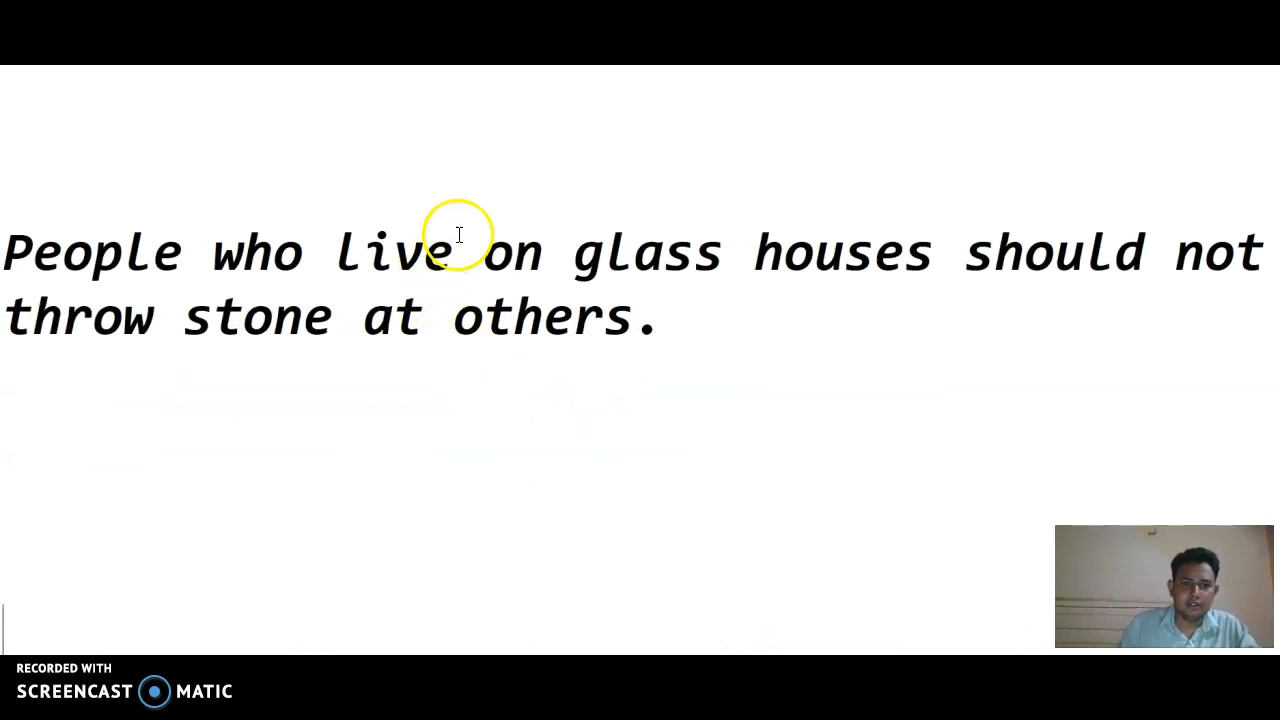 People who live on glass houses should not
throw stone at others.
RECORDED WITH
SCREENCAST MATIC